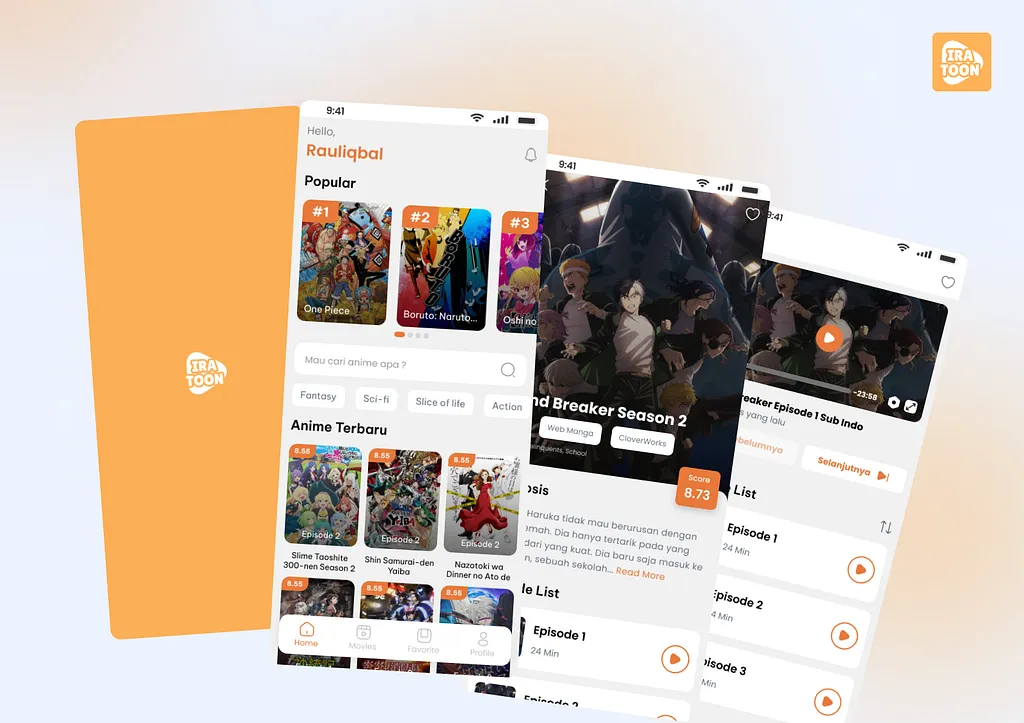 IRA
TOON
IRA
TOON
9:41
Hello,
Rauliqbal
Popular
#1
#2
#3
One Piece
BORUTO
Boruto: Naruto...
Oshi no
Mau cari anime apa ?
Fantasy
Sci-fi
Slice of life
Action
Anime Terbaru
8.55
8.55
8.55
Episode 2
Episode 2
Episode 2
Slime Taoshite
300-nen Season 2
Shin Samurai-den
Yaiba
Nazotoki wa
Dinner no Ato de
8.55
8.55
8.55
Home
Movies
Favorite
Profile
9:41
nd Breaker Season 2
Web Manga
CloverWorks
elinquents, School
Score
8.73
osis
Haruka tidak mau berurusan dengan
emah. Dia hanya tertarik pada yang
dari yang kuat. Dia baru saja masuk ke
n, sebuah sekolah... Read More
le List
Episode 1
24 Min
Episode 2
9:41
-23:58
reaker Episode 1 Sub Indo
s yang lalu
ebelumnya
Selanjutnya
List
Episode 1
24 Min
Episode 2
4 Min
pisode 3
Min